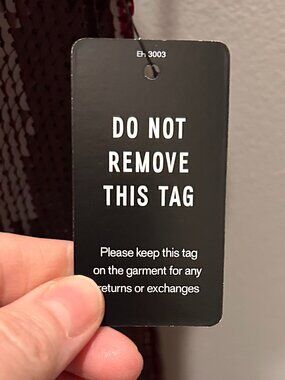 3003
DO NOT
REMOVE
THIS TAG
Please keep this tag
on the garment for any
returns or exchanges